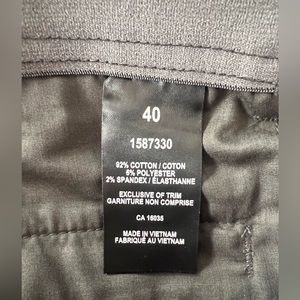 40
1587330
92% COTTON / COTON
6% POLYESTER
2% SPANDEX / ÉLASTHANNE
EXCLUSIVE OF TRIM
GARNITURE NON COMPRISE
CA 16035
MADE IN VIETNAM
FABRIQUÉ AU VIETNAM